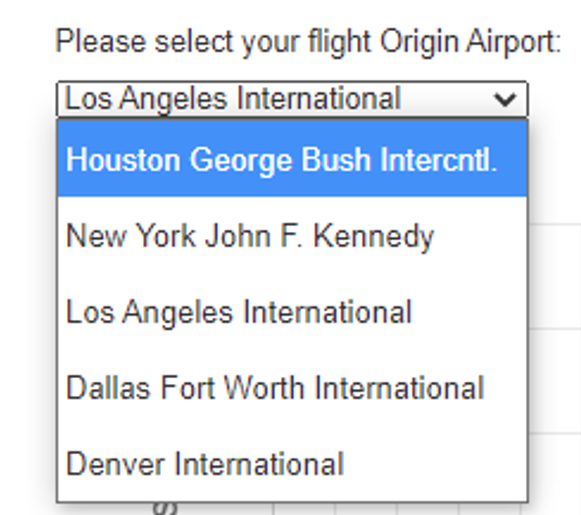 Please select your flight Origin Airport:
Los Angeles International
Houston George Bush Intercntl.
New York John F. Kennedy
Los Angeles International
Dallas Fort Worth International
Denver International